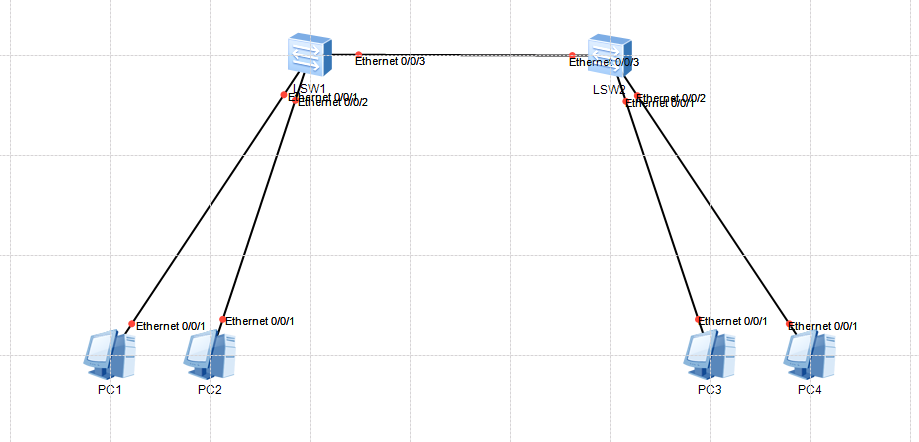 Ethernet 0/0/3
Ethernet 0/0/3
LSW1
LSW2
Ethernet 0/0/1
Ethernet 0/0/2
Ethernet 0/0/2
Ethernet 0/0/1
Ethernet 0/0/1
Ethernet 0/0/1
Ethernet 0/0/1
Ethernet 0/0/1
PC1
PC2
PC3
PC4